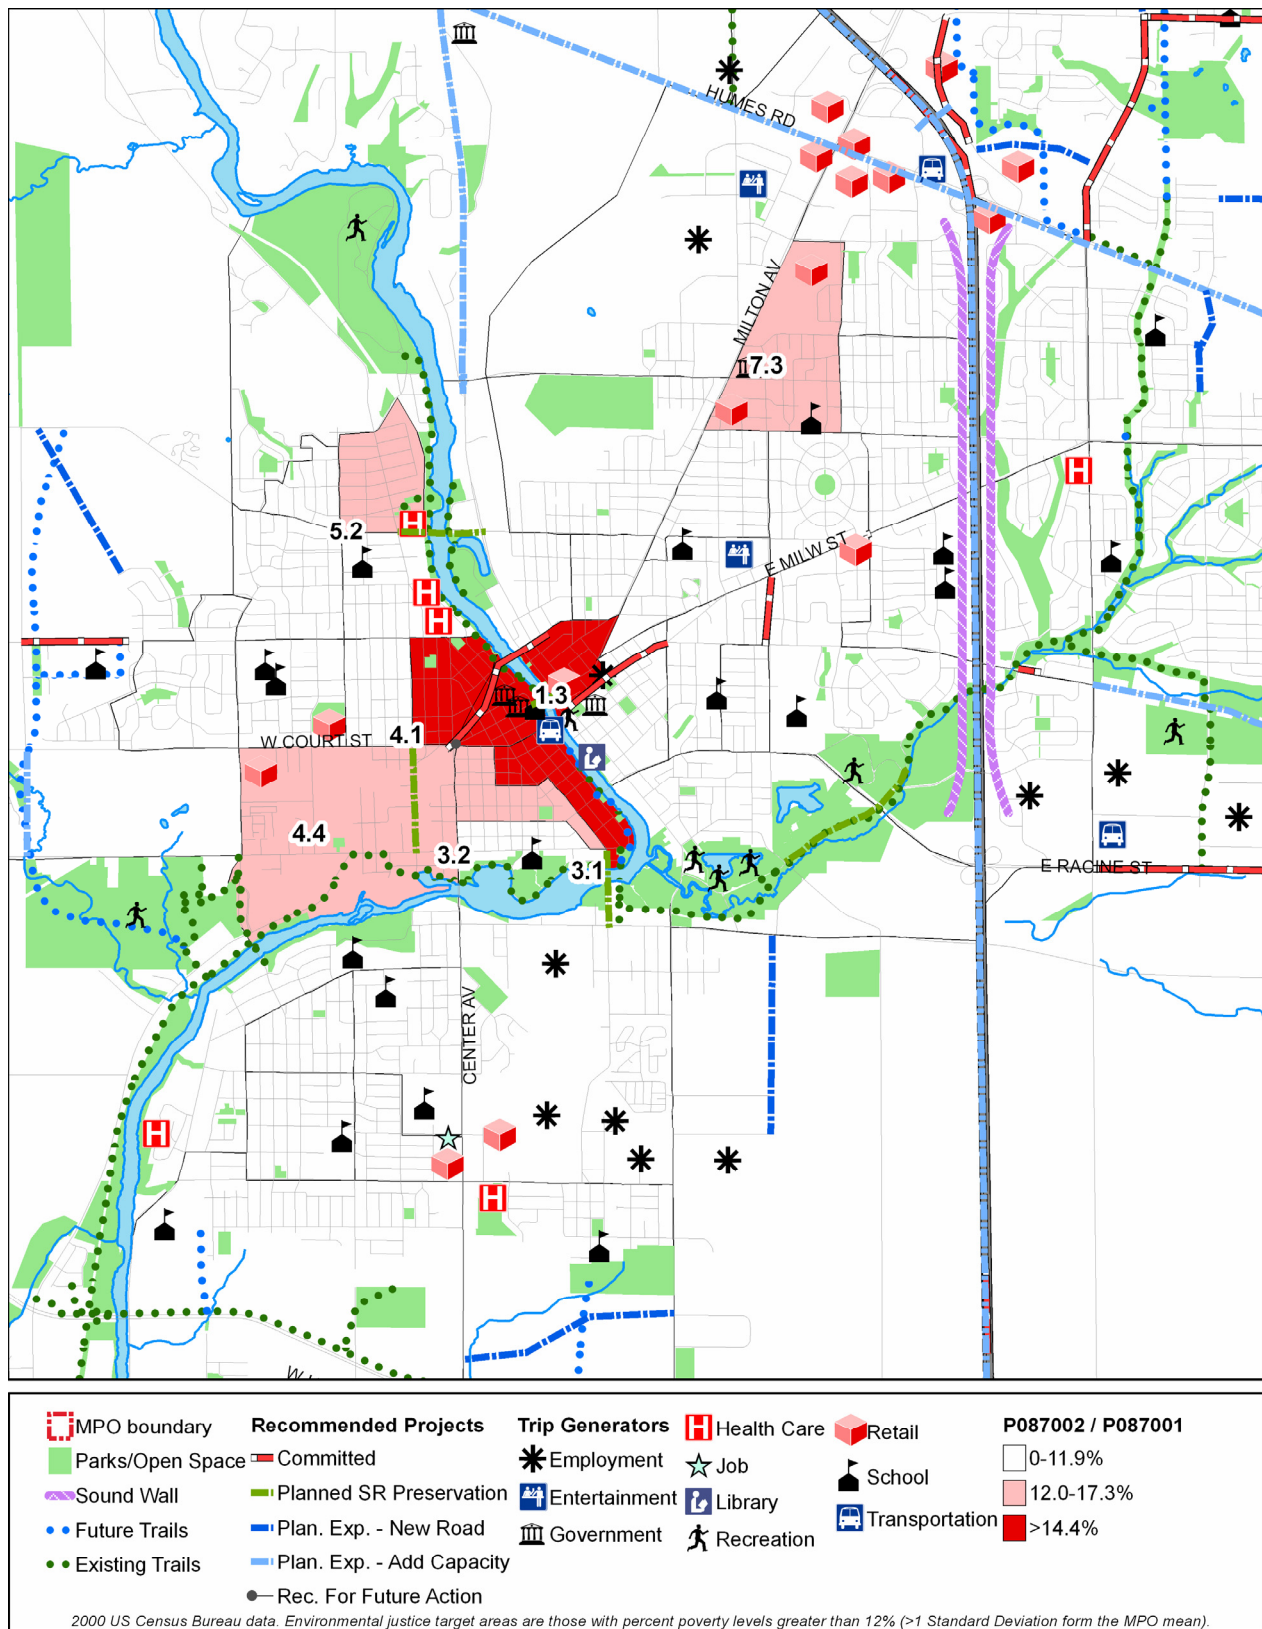 HUMES RD
MILTON AV
7.3
5.2
E MILW ST
1.3
4.1
W COURT ST
4.4
3.2
3.1
E RACINE ST
CENTER AV
MPO boundary
Parks/Open Space
Sound Wall
Future Trails
Existing Trails
Recommended Projects
Committed
Planned SR Preservation
Plan. Exp. - New Road
Plan. Exp. - Add Capacity
Rec. For Future Action
Trip Generators
Employment
Entertainment
Government
H Health Care
Job
Library
Recreation
Retail
School
Transportation
P087002 / P087001
0-11.9%
12.0-17.3%
>14.4%
2000 US Census Bureau data. Environmental justice target areas are those with percent poverty levels greater than 12% (>1 Standard Deviation form the MPO mean).